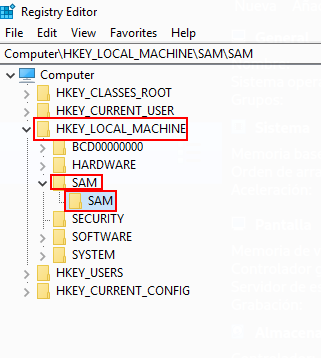 Registry Editor
File Edit View Favorites Help
Computer\HKEY_LOCAL_MACHINE\SAM\SAM
Computer
HKEY_CLASSES_ROOT
HKEY_CURRENT_USER
HKEY_LOCAL_MACHINE
BCD00000000
HARDWARE
SAM
SAM
SECURITY
SOFTWARE
SYSTEM
HKEY_USERS
HKEY_CURRENT_CONFIG